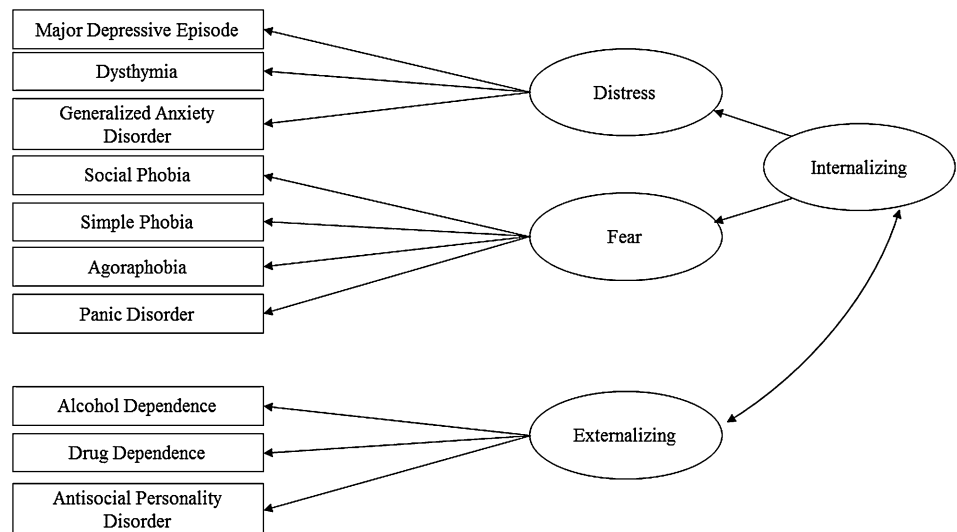 Major Depressive Episode
Dysthymia
Generalized Anxiety
Disorder
Social Phobia
Simple Phobia
Agoraphobia
Panic Disorder
Alcohol Dependence
Drug Dependence
Antisocial Personality
Disorder
Distress
Fear
Externalizing
Internalizing